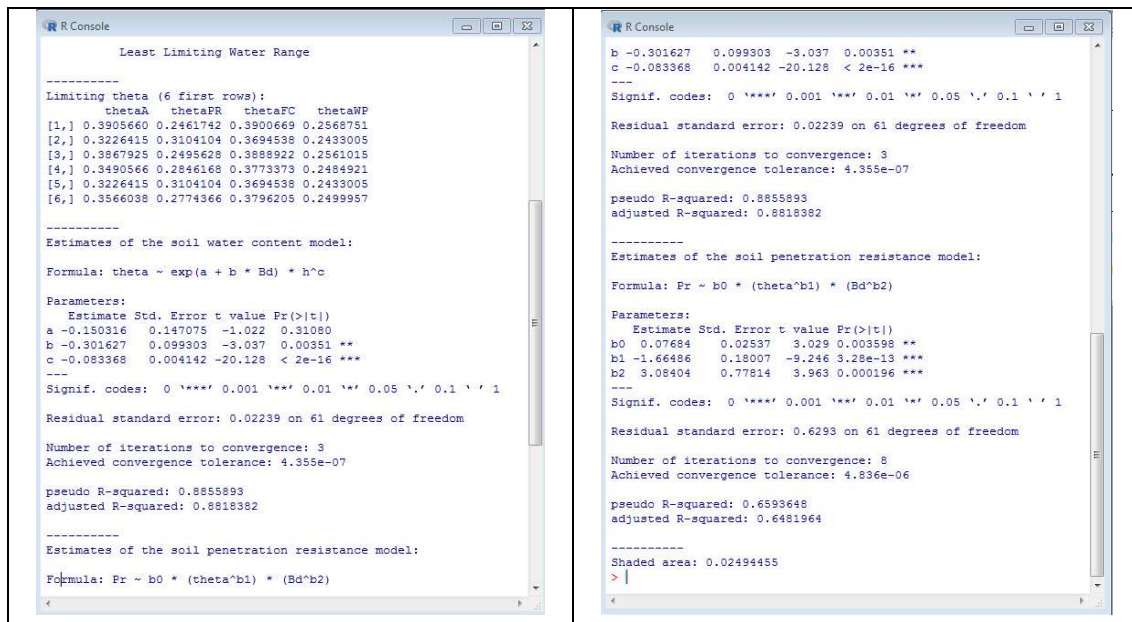 R Console
Least Limiting Water Range
----------
Limiting theta (6 first rows):
thetaA thetaPR thetaFC thetaWP
[1,] 0.3905660 0.2461742 0.3900669 0.2568751
[2,] 0.3226415 0.3104104 0.3694538 0.2433005
[3,] 0.3867925 0.2495628 0.3888922 0.2561015
[4,] 0.3490566 0.2846168 0.3773373 0.2484921
[5,] 0.3226415 0.3104104 0.3694538 0.2433005
[6,] 0.3566038 0.2774366 0.3796205 0.2499957
----------
Estimates of the soil water content model:
Formula: theta ~ exp(a + b * Bd) * h^c
Parameters:
Estimate Std. Error t value Pr(>|t|)
a -0.150316 0.147075 -1.022 0.31080
b -0.301627 0.099303 -3.037 0.00351 **
c -0.083368 0.004142 -20.128 < 2e-16 ***
---
Signif. codes: 0 '***' 0.001 '**' 0.01 '*' 0.05 '.' 0.1 ' ' 1
Residual standard error: 0.02239 on 61 degrees of freedom
Number of iterations to convergence: 3
Achieved convergence tolerance: 4.355e-07
pseudo R-squared: 0.8855893
adjusted R-squared: 0.8818382
----------
Estimates of the soil penetration resistance model:
Formula: Pr ~ b0 * (theta^b1) * (Bd^b2)
R Console
b -0.301627 0.099303 -3.037 0.00351 **
c -0.083368 0.004142 -20.128 < 2e-16 ***
---
Signif. codes: 0 '***' 0.001 '**' 0.01 '*' 0.05 '.' 0.1 ' ' 1
Residual standard error: 0.02239 on 61 degrees of freedom
Number of iterations to convergence: 3
Achieved convergence tolerance: 4.355e-07
pseudo R-squared: 0.8855893
adjusted R-squared: 0.8818382
----------
Estimates of the soil penetration resistance model:
Formula: Pr ~ b0 * (theta^b1) * (Bd^b2)
Parameters:
Estimate Std. Error t value Pr(>|t|)
b0 0.07684 0.02537 3.029 0.003598 **
b1 -1.66486 0.18007 -9.246 3.28e-13 ***
b2 3.08404 0.77814 3.963 0.000196 ***
---
Signif. codes: 0 '***' 0.001 '**' 0.01 '*' 0.05 '.' 0.1 ' ' 1
Residual standard error: 0.6293 on 61 degrees of freedom
Number of iterations to convergence: 8
Achieved convergence tolerance: 4.836e-06
pseudo R-squared: 0.6593648
adjusted R-squared: 0.6481964
----------
Shaded area: 0.02494455
>